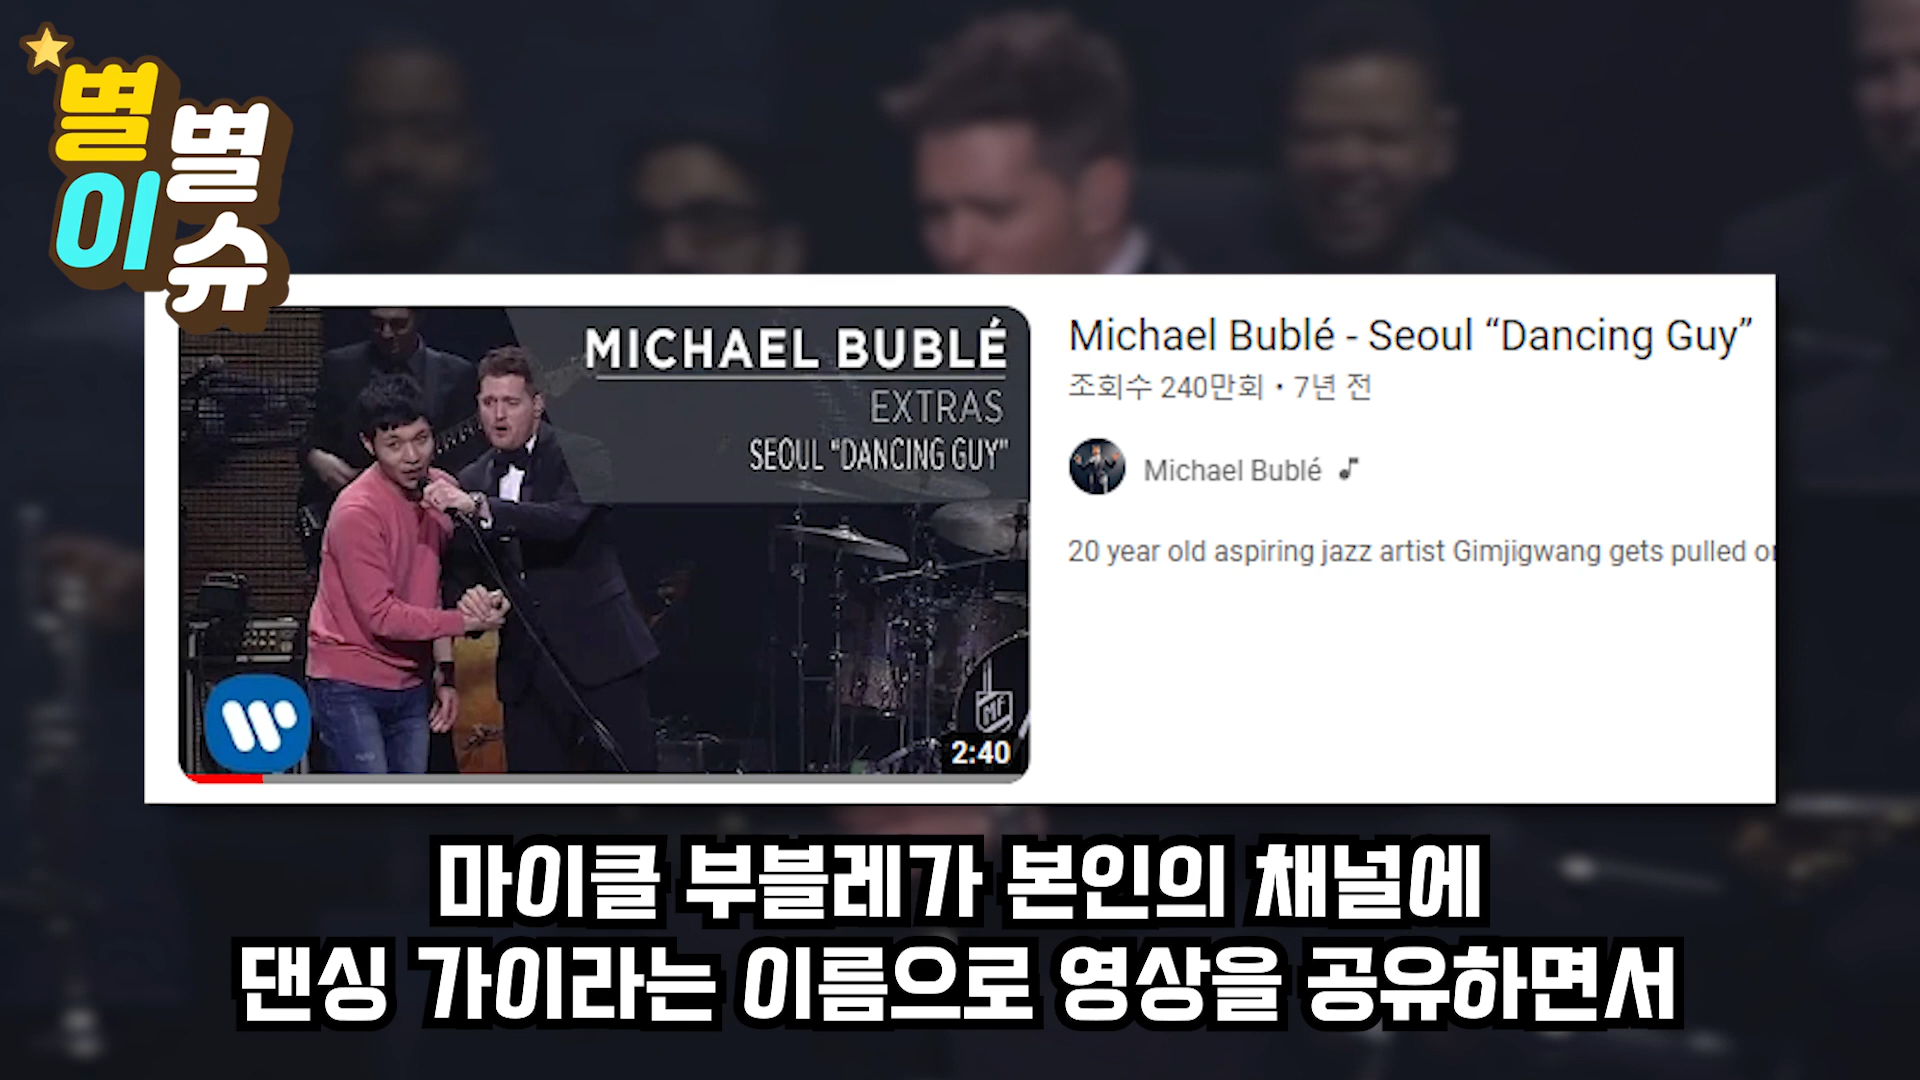 별별
이슈
MICHAEL BUBLÉ
EXTRAS
SEOUL “DANCING GUY”
MF
2:40
Michael Bublé - Seoul “Dancing Guy”
조회수 240만회 • 7년 전
Michael Bublé
20 year old aspiring jazz artist Gimjigwang gets pulled
마이클 부블레가 본인의 채널에
댄싱 가이라는 이름으로 영상을 공유하면서